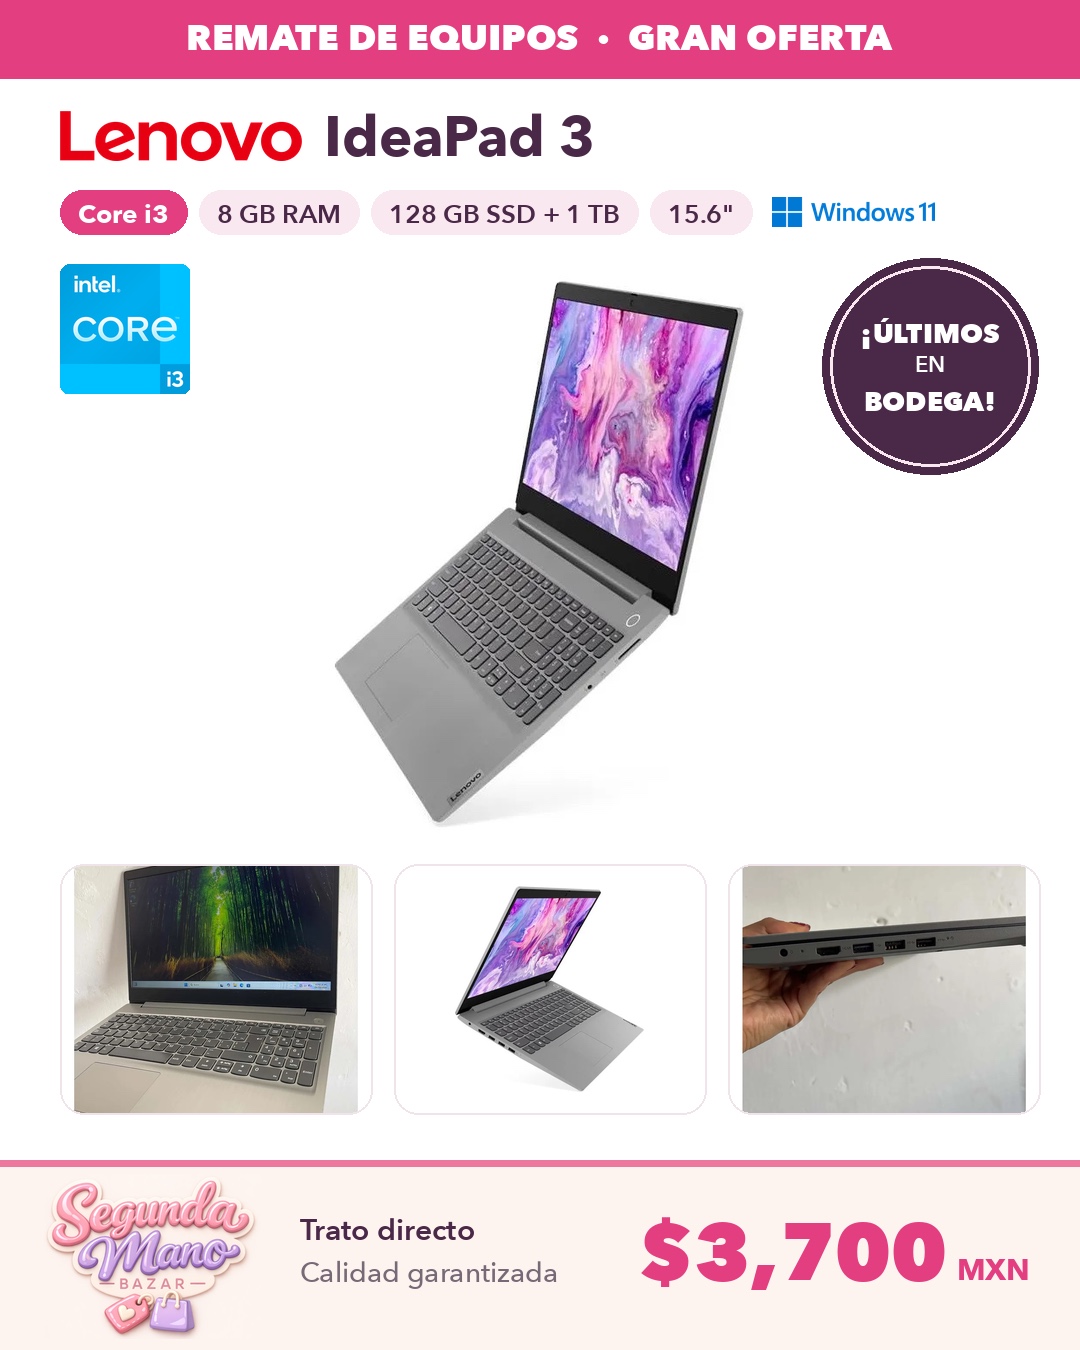 REMATE DE EQUIPOS • GRAN OFERTA
Lenovo IdeaPad 3
Core i3
8 GB RAM
128 GB SSD + 1 TB
15.6"
Windows 11
intel.
CORE
i3
¡ÚLTIMOS
EN
BODEGA!
Lenovo
Segunda
Mano
BAZAR
Trato directo
Calidad garantizada
$3,700 MXN